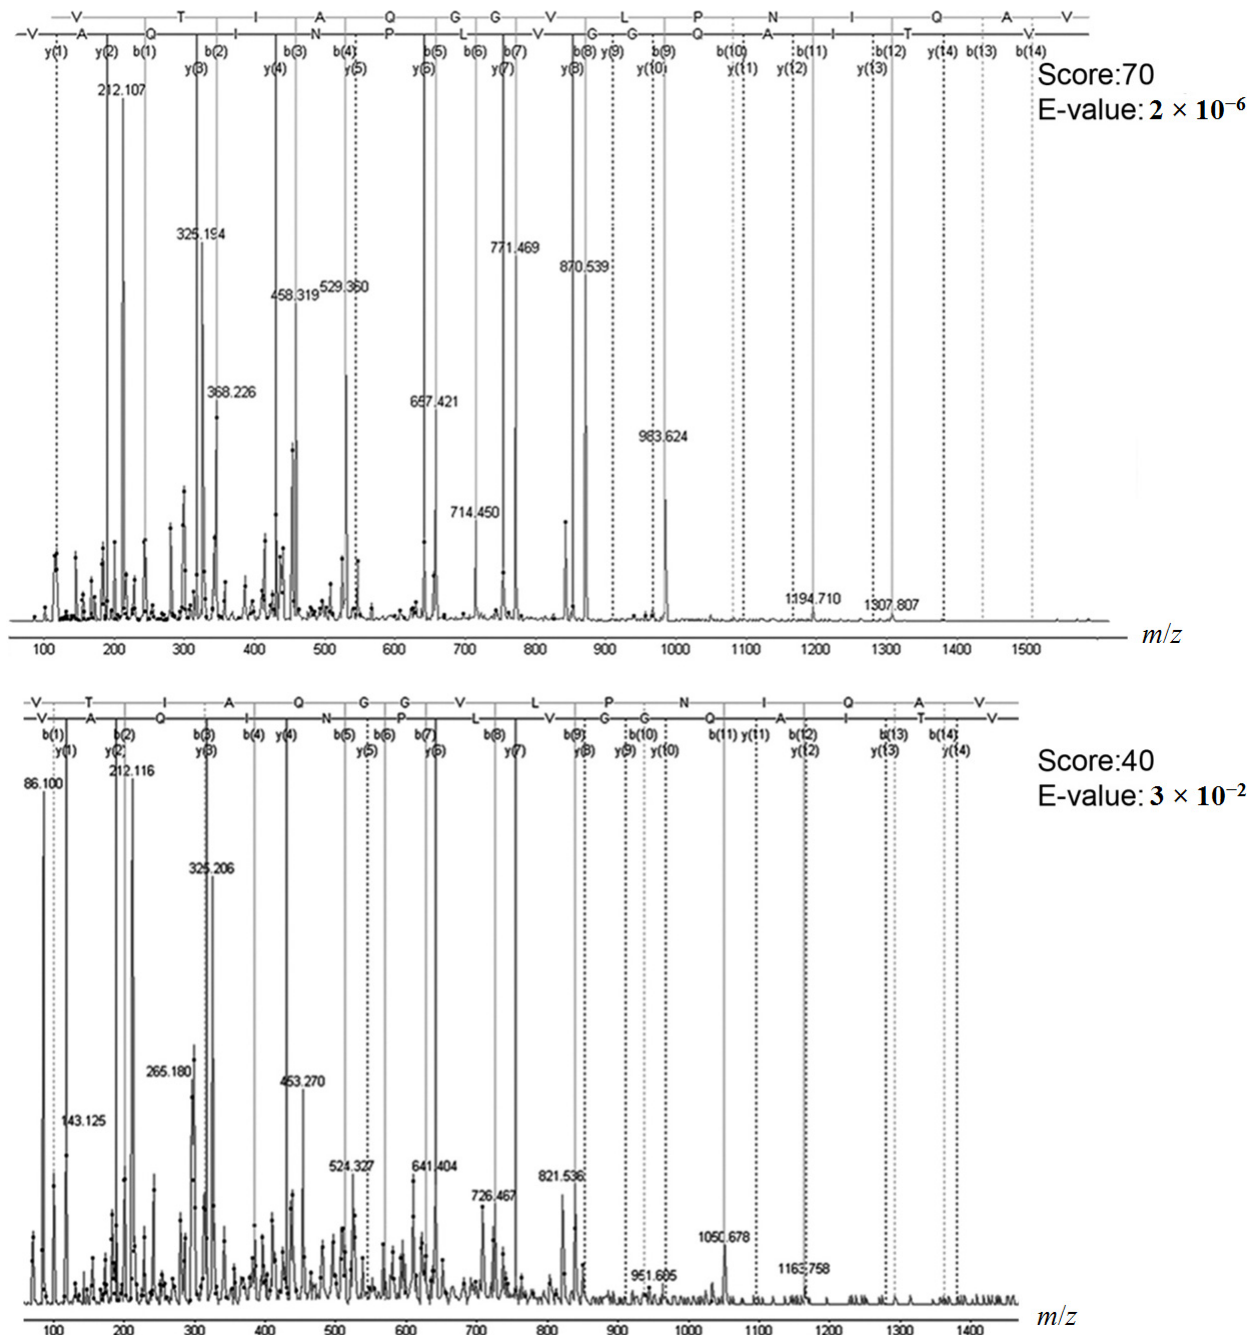 V T I A Q G G V L P N I Q A V
V A Q I N P L V G G Q A I T V
y(1) y(2) b(1) b(2) b(3) b(4) b(5) b(6) b(7) b(8) y(9) b(9) b(10) b(11) b(12) y(14) b(13) b(14)
y(3) y(4) y(5) y(6) y(7) y(8) y(10) y(11) y(12) y(13)
Score:70
E-value: 2 × 10–6
212.107
325.194
771.469
870.539
529.360
458.319
368.226
657.421
983.624
714.450
1194.710
1307.807
m/z
100 200 300 400 500 600 700 800 900 1000 1100 1200 1300 1400 1500
V T I A Q G G V L P N I Q A V
V A Q I N P L V G G Q A I T V
b(1) b(2) b(3) b(4) y(4) b(5) b(6) b(7) b(8) b(9) b(10) b(11) y(11) b(12) b(13) b(14)
y(1) y(2) y(3) y(5) y(6) y(7) y(8) y(9) y(10) y(12) y(13) y(14)
Score:40
E-value: 3 × 10–2
86.100
212.116
325.206
265.180
453.270
143.125
524.327
641.404
821.536
726.467
1050.678
1163.758
951.605
m/z
100 200 300 400 500 600 700 800 900 1000 1100 1200 1300 1400